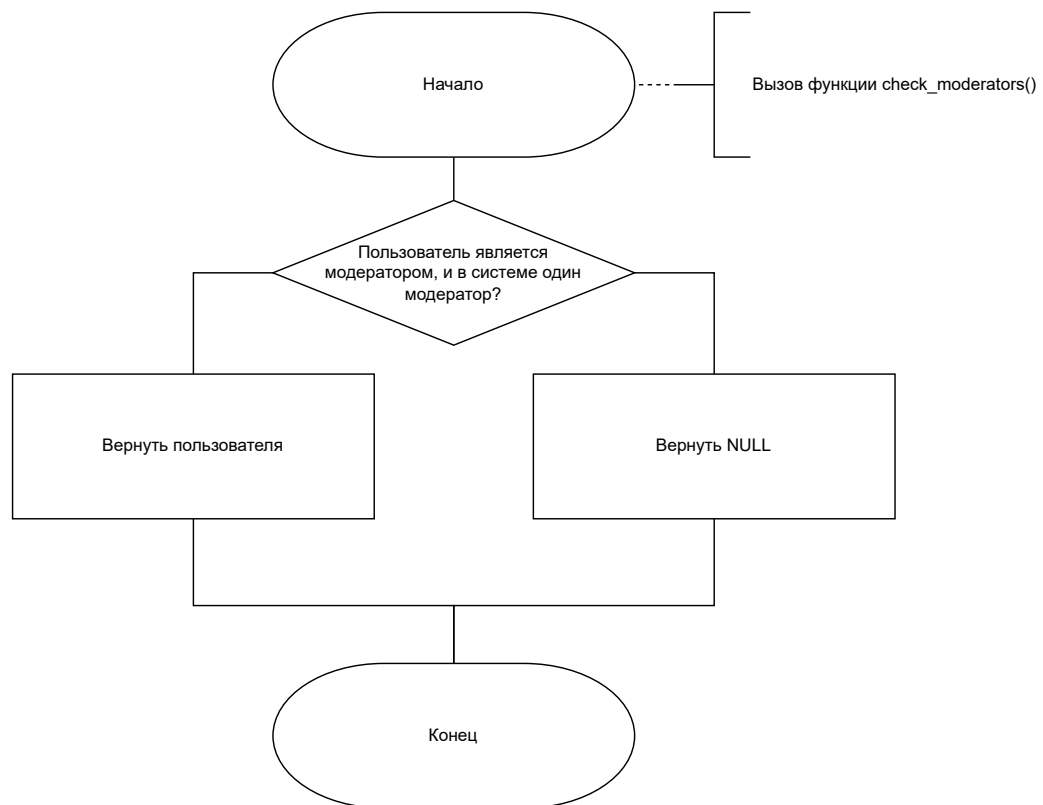 Начало
Вызов функции check_moderators()
Пользователь является
модератором, и в системе один
модератор?
Вернуть пользователя
Вернуть NULL
Конец